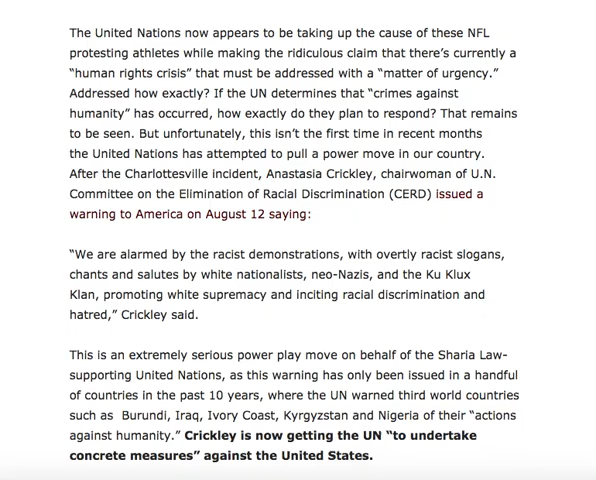 The United Nations now appears to be taking up the cause of these NFL
protesting athletes while making the ridiculous claim that there’s currently a
“human rights crisis” that must be addressed with a “matter of urgency.”
Addressed how exactly? If the UN determines that “crimes against
humanity” has occurred, how exactly do they plan to respond? That remains
to be seen. But unfortunately, this isn’t the first time in recent months
the United Nations has attempted to pull a power move in our country.
After the Charlottesville incident, Anastasia Crickley, chairwoman of U.N.
Committee on the Elimination of Racial Discrimination (CERD) issued a
warning to America on August 12 saying:
“We are alarmed by the racist demonstrations, with overtly racist slogans,
chants and salutes by white nationalists, neo-Nazis, and the Ku Klux
Klan, promoting white supremacy and inciting racial discrimination and
hatred,” Crickley said.
This is an extremely serious power play move on behalf of the Sharia Law-
supporting United Nations, as this warning has only been issued in a handful
of countries in the past 10 years, where the UN warned third world countries
such as Burundi, Iraq, Ivory Coast, Kyrgyzstan and Nigeria of their “actions
against humanity.” Crickley is now getting the UN “to undertake
concrete measures” against the United States.